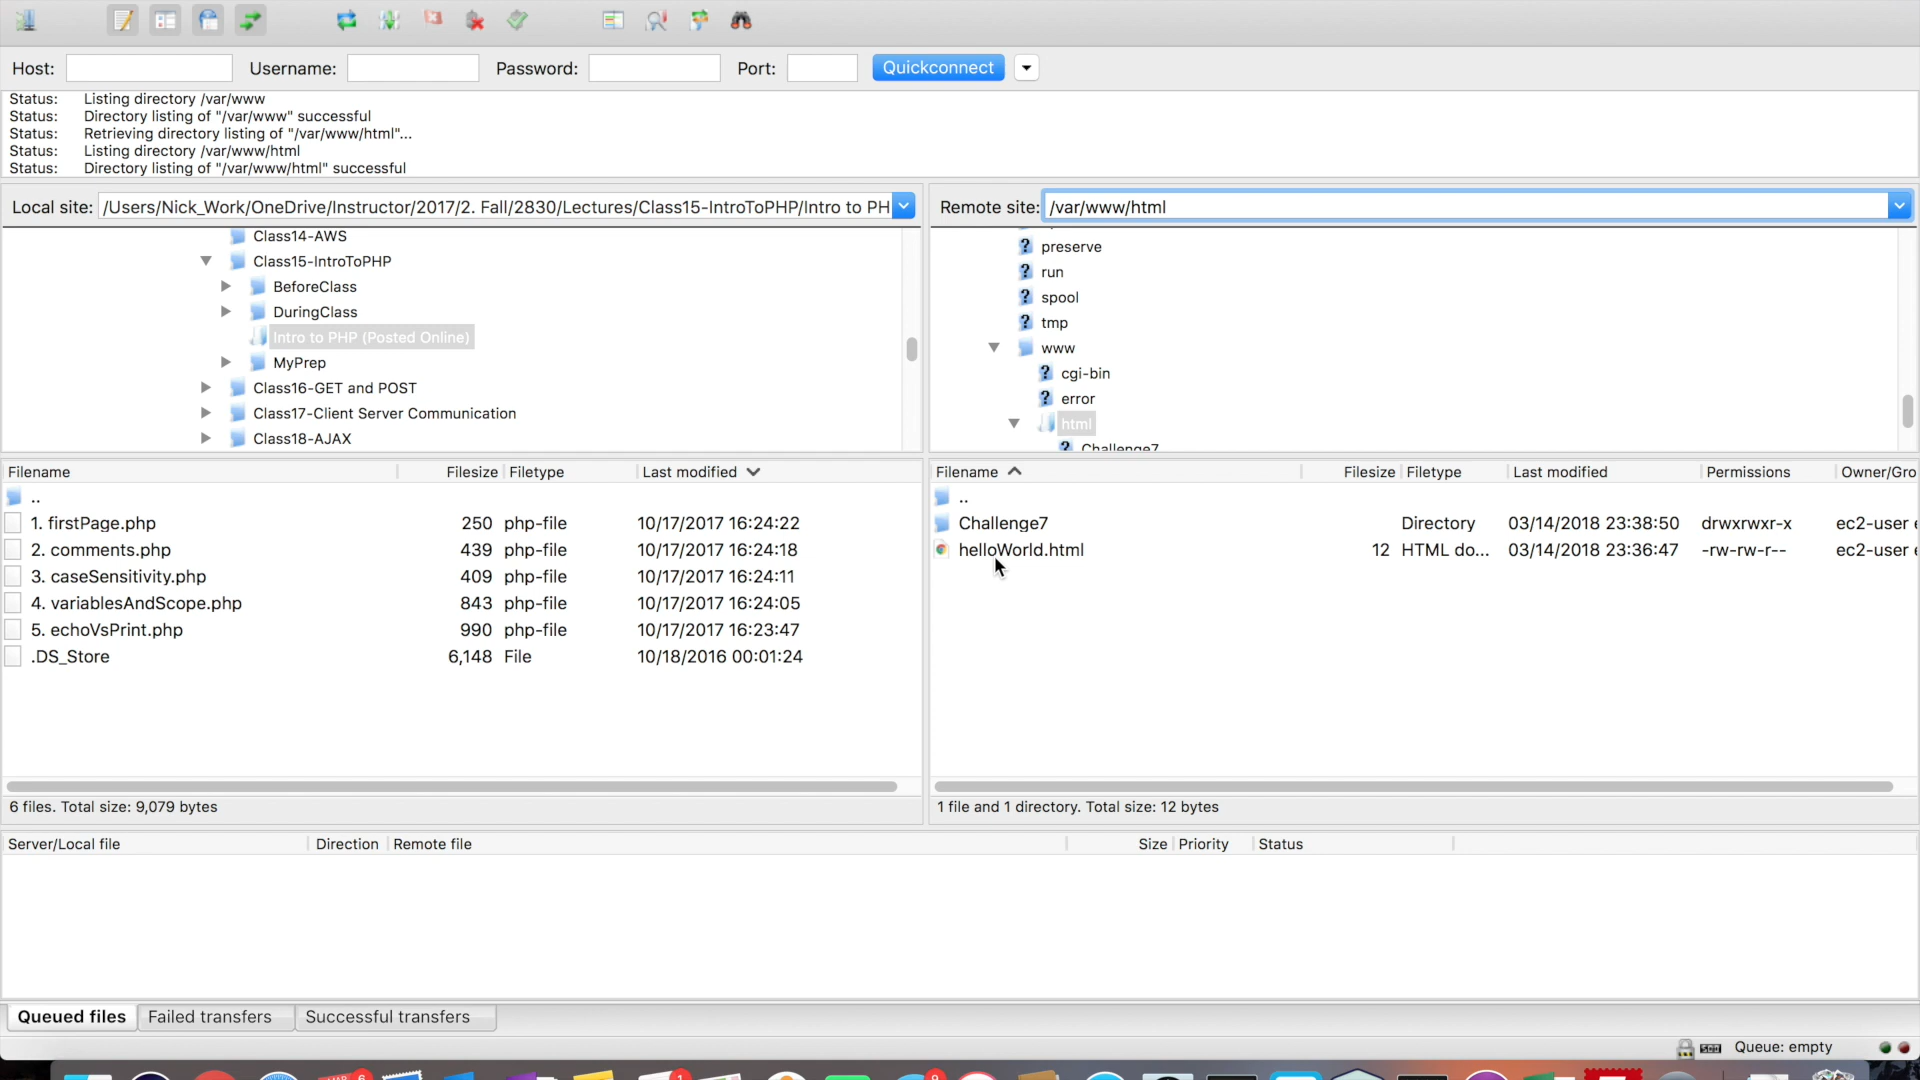 Host: Username: Password: Port: Quickconnect
Status: Listing directory /var/www
Status: Directory listing of "/var/www" successful
Status: Retrieving directory listing of "/var/www/html"...
Status: Listing directory /var/www/html
Status: Directory listing of "/var/www/html" successful
Local site: /Users/Nick_Work/OneDrive/Instructor/2017/2. Fall/2830/Lectures/Class15-IntroToPHP/Intro to PH
Class14-AWS
Class15-IntroToPHP
BeforeClass
DuringClass
Intro to PHP (Posted Online)
MyPrep
Class16-GET and POST
Class17-Client Server Communication
Class18-AJAX
Remote site: /var/www/html
preserve
run
spool
tmp
www
cgi-bin
error
html
Challenge7
Filename Filesize Filetype Last modified
..
1. firstPage.php 250 php-file 10/17/2017 16:24:22
2. comments.php 439 php-file 10/17/2017 16:24:18
3. caseSensitivity.php 409 php-file 10/17/2017 16:24:11
4. variablesAndScope.php 843 php-file 10/17/2017 16:24:05
5. echoVsPrint.php 990 php-file 10/17/2017 16:23:47
.DS_Store 6,148 File 10/18/2016 00:01:24
6 files. Total size: 9,079 bytes
Filename Filesize Filetype Last modified Permissions Owner/Gro
..
Challenge7 Directory 03/14/2018 23:38:50 drwxrwxr-x ec2-user
helloWorld.html 12 HTML do... 03/14/2018 23:36:47 -rw-rw-r-- ec2-user
1 file and 1 directory. Total size: 12 bytes
Server/Local file Direction Remote file Size Priority Status
Queued files Failed transfers Successful transfers
Queue: empty